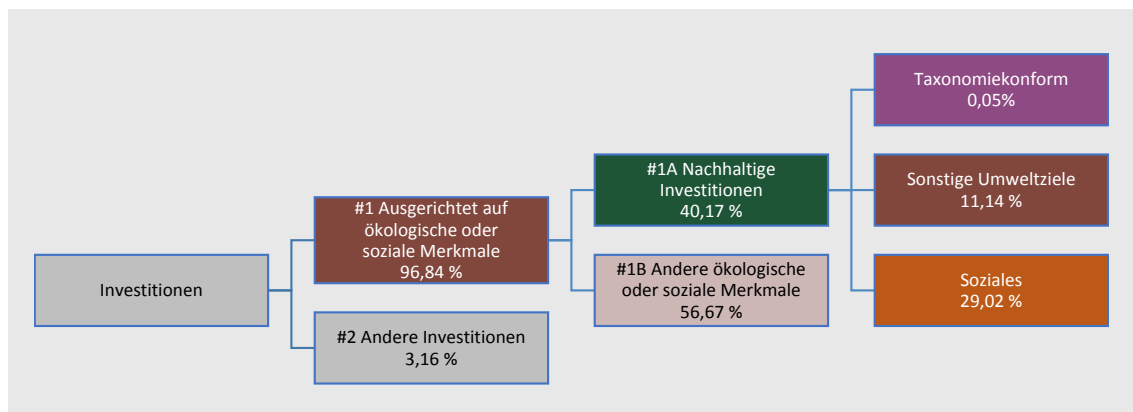 Investitionen
#1 Ausgerichtet auf
ökologische oder
soziale Merkmale
96,84 %
#2 Andere Investitionen
3,16 %
#1A Nachhaltige
Investitionen
40,17 %
#1B Andere ökologische
oder soziale Merkmale
56,67 %
Taxonomiekonform
0,05%
Sonstige Umweltziele
11,14 %
Soziales
29,02 %